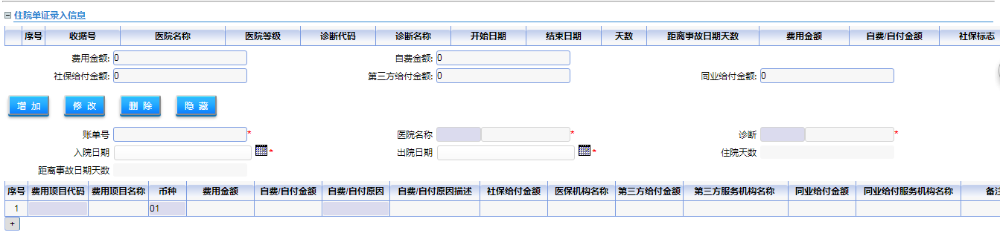 住院单证录入信息
序号 收据号 医院名称 医院等级 诊断代码 诊断名称 开始日期 结束日期 天数 距离事故日期天数 费用金额 自费/自付金额 社保标志
费用金额: 0 自费金额: 0
社保给付金额: 0 第三方给付金额: 0 同业给付金额: 0
增 加 修 改 删 除 隐 藏
账单号 * 医院名称 * 诊断 *
入院日期 * 出院日期 * 住院天数
距离事故日期天数
序号 费用项目代码 费用项目名称 币种 费用金额 自费/自付金额 自费/自付原因 自费/自付原因描述 社保给付金额 医保机构名称 第三方给付金额 第三方服务机构名称 同业给付金额 同业给付服务机构名称 备注
1 01
+